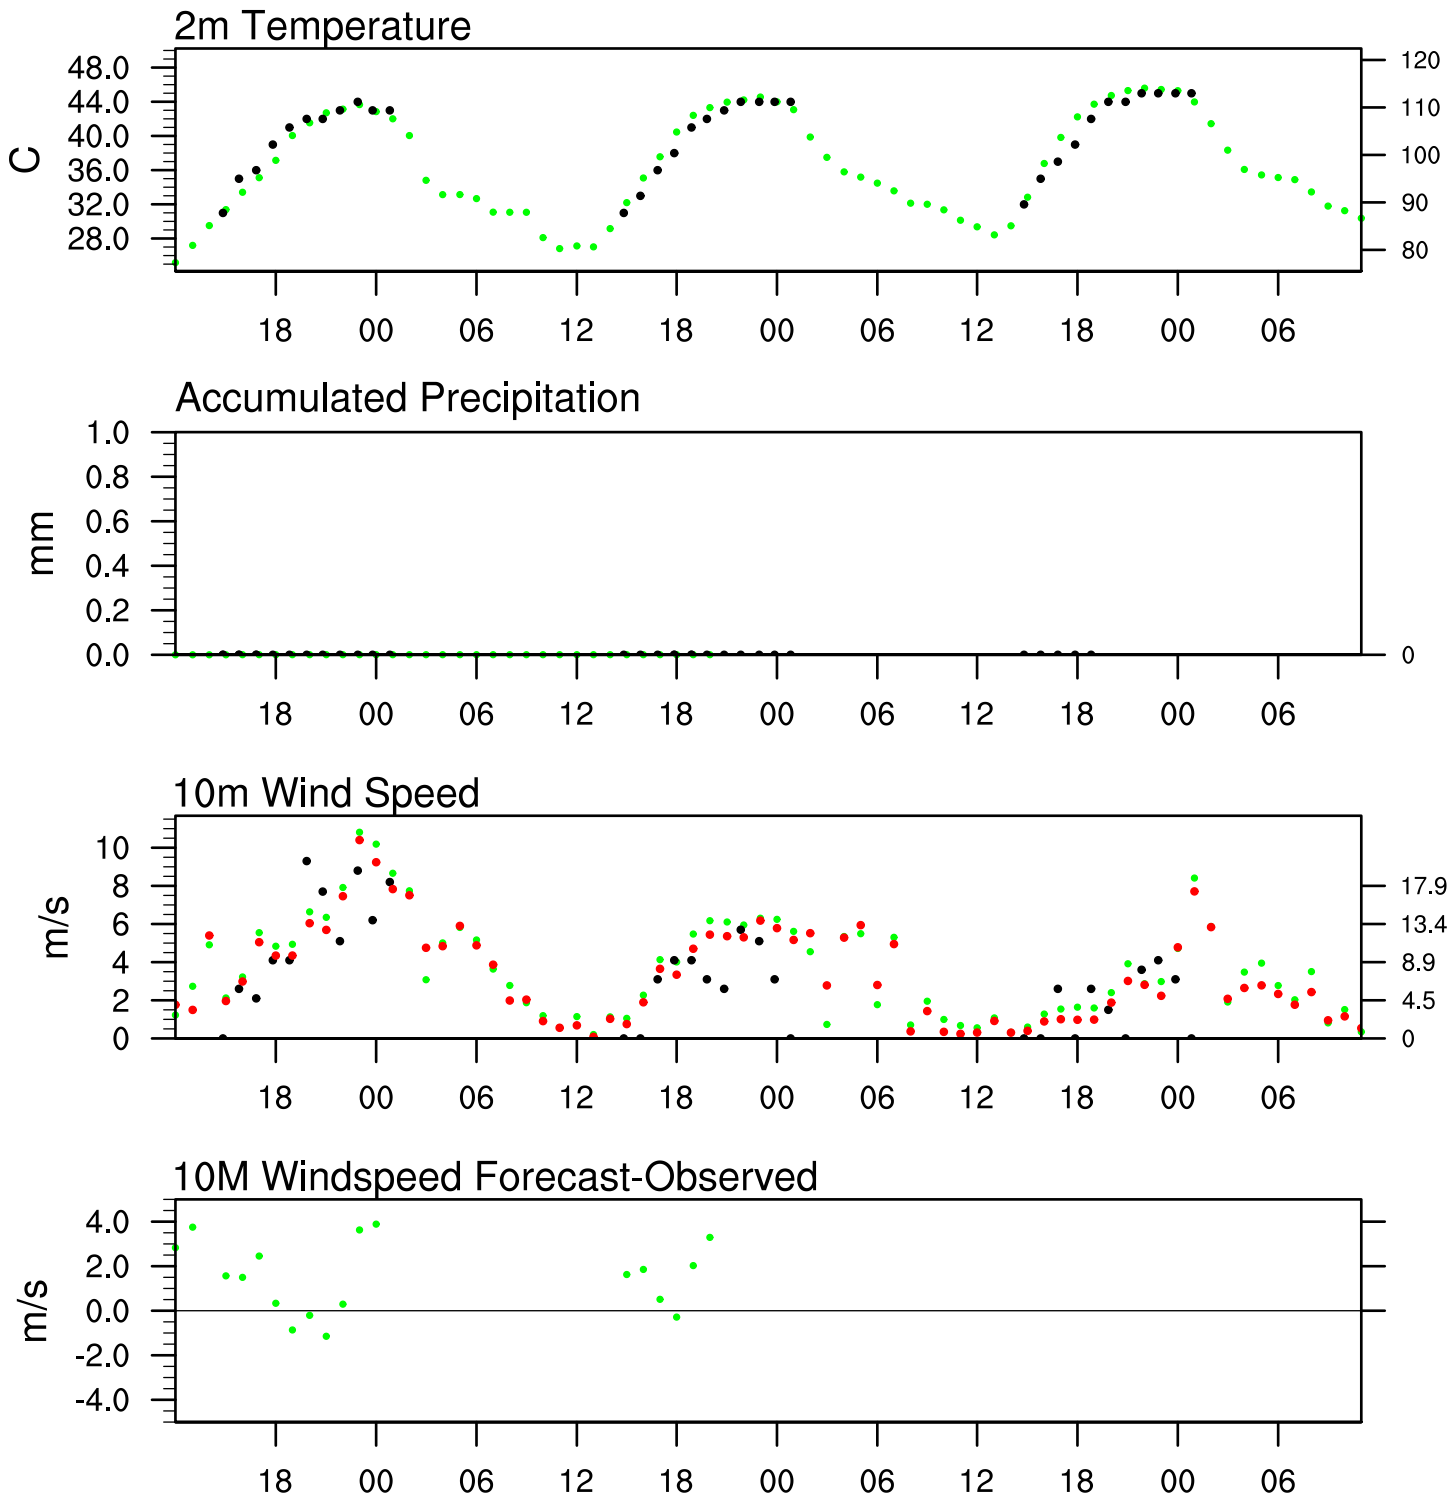 2m Temperature
48.0
44.0
40.0
36.0
32.0
28.0
C
120
110
100
90
80
18 00 06 12 18 00 06 12 18 00 06
Accumulated Precipitation
1.0
0.8
0.6
0.4
0.2
0.0
mm
0
18 00 06 12 18 00 06 12 18 00 06
10m Wind Speed
10
8
6
4
2
0
m/s
17.9
13.4
8.9
4.5
0
18 00 06 12 18 00 06 12 18 00 06
10M Windspeed Forecast-Observed
4.0
2.0
0.0
-2.0
-4.0
m/s
18 00 06 12 18 00 06 12 18 00 06